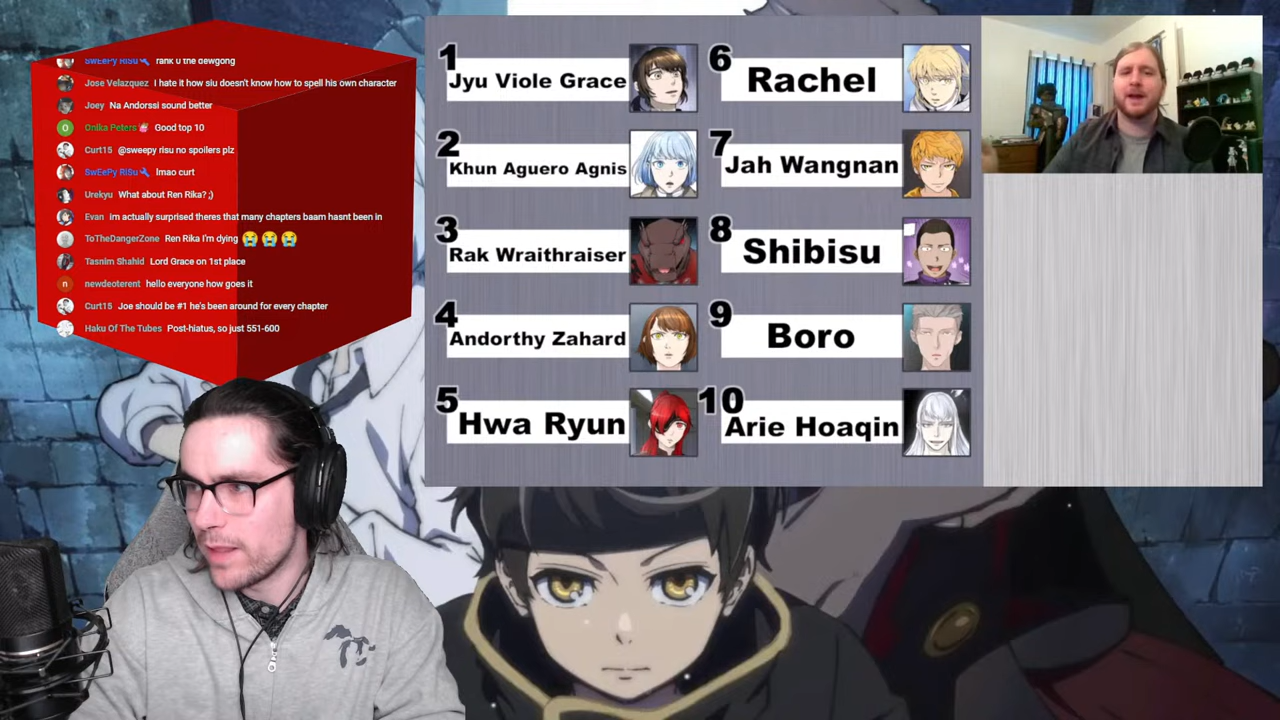 SwEePy RiSu rank u the dewgong
Jose Velazquez I hate it how siu doesn't know how to spell his own character
Joey Na Andorssi sound better
Onika Peters Good top 10
Curt15 @sweepy risu no spoilers plz
SwEePy RiSu lmao curt
Urekyu What about Ren Rika? ;)
Evan Im actually surprised theres that many chapters baam hasnt been in
ToTheDangerZone Ren Rika I'm dying 😭😭😭
Tasnim Shahid Lord Grace on 1st place
newdeoterent hello everyone how goes it
Curt15 Joe should be #1 he's been around for every chapter
Haku Of The Tubes Post-hiatus, so just 551-600
1 Jyu Viole Grace
2 Khun Aguero Agnis
3 Rak Wraithraiser
4 Andorthy Zahard
5 Hwa Ryun
6 Rachel
7 Jah Wangnan
8 Shibisu
9 Boro
10 Arie Hoaqin
O
n